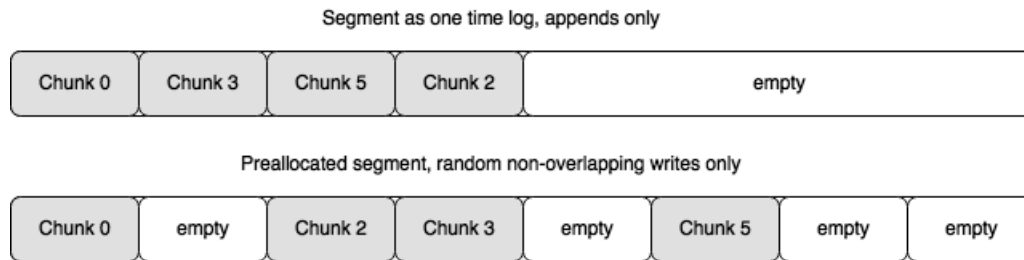 Segment as one time log, appends only
Chunk 0 Chunk 3 Chunk 5 Chunk 2 empty
Preallocated segment, random non-overlapping writes only
Chunk 0 empty Chunk 2 Chunk 3 empty Chunk 5 empty empty